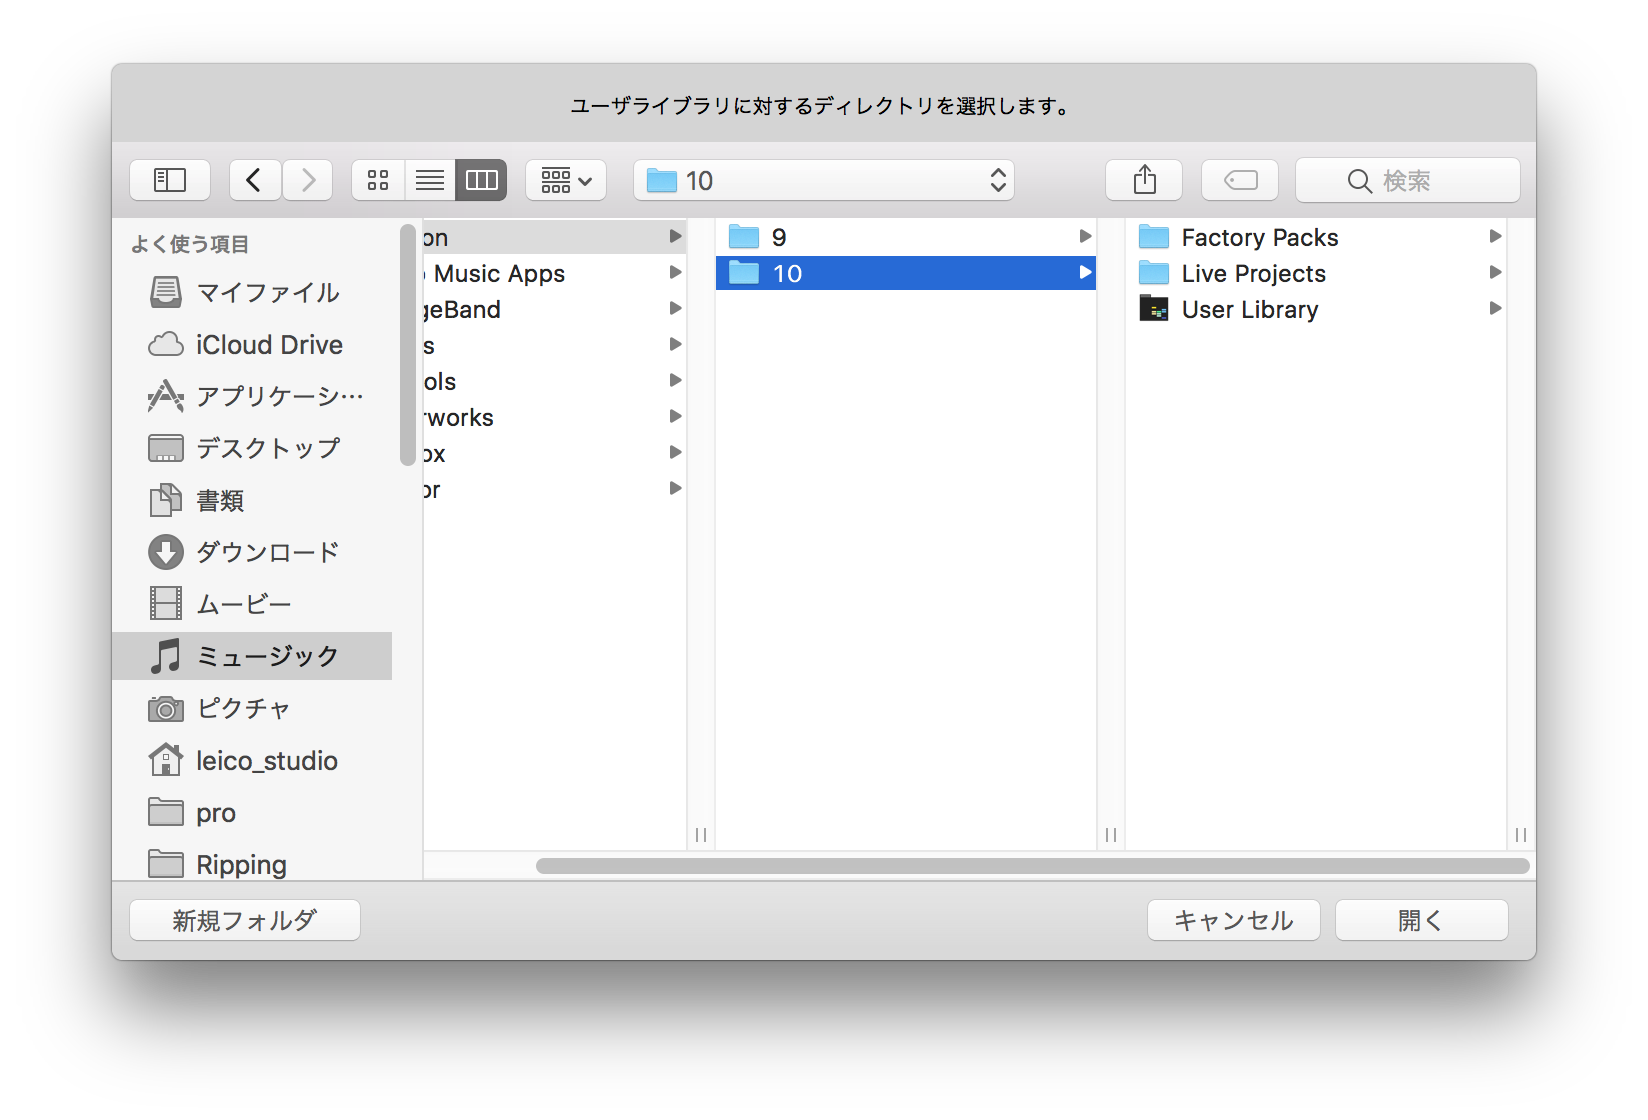 ユーザライブラリに対するディレクトリを選択します。
10
検索
よく使う項目
マイファイル
iCloud Drive
アプリケーシ…
デスクトップ
書類
ダウンロード
ムービー
ミュージック
ピクチャ
leico_studio
pro
Ripping
on
Music Apps
geBand
s
ols
rworks
ox
or
9
10
Factory Packs
Live Projects
User Library
新規フォルダ
キャンセル
開く